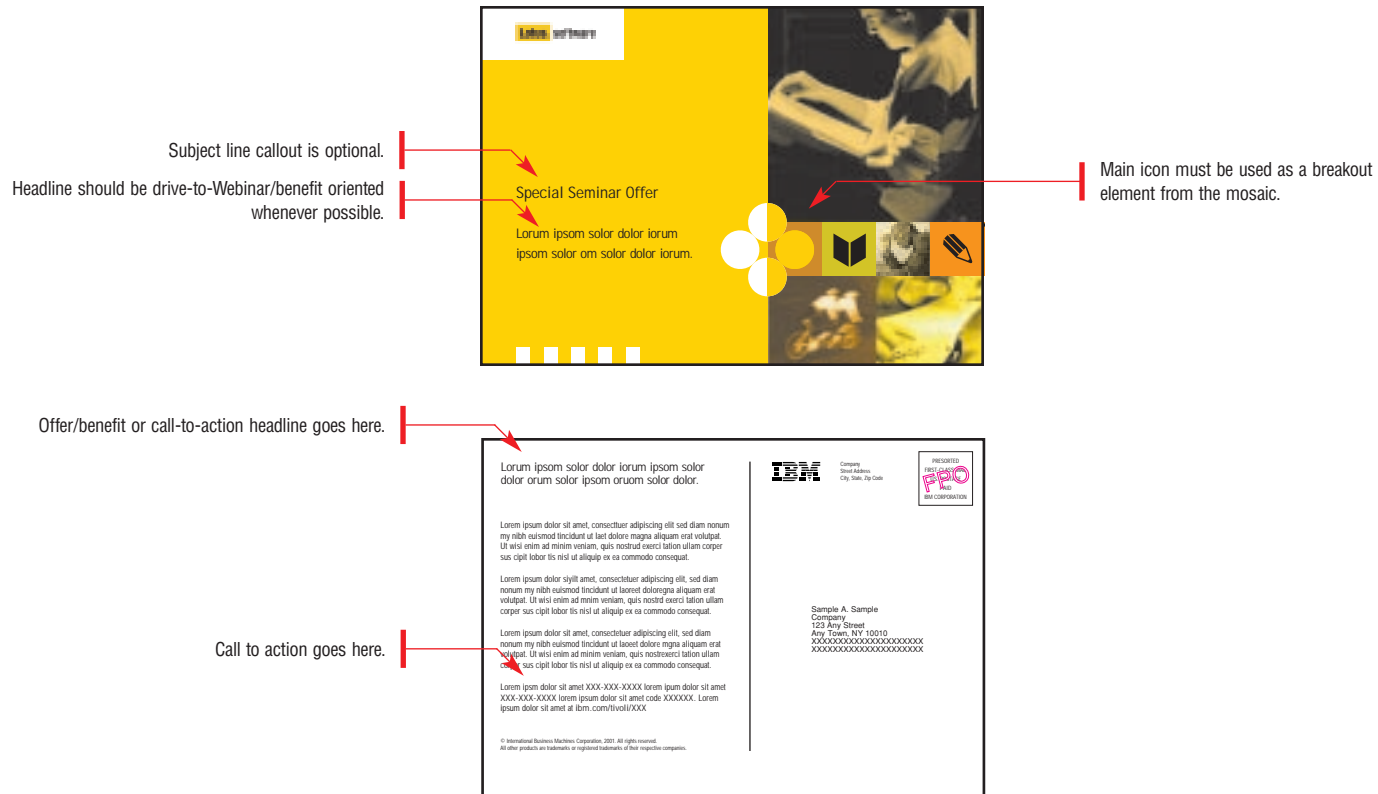 Lotus software
Subject line callout is optional.
Headline should be drive-to-Webinar/benefit oriented
whenever possible.
Special Seminar Offer
Lorum ipsom solor dolor iorum
ipsom solor om solor dolor iorum.
Main icon must be used as a breakout
element from the mosaic.
Offer/benefit or call-to-action headline goes here.
Lorum ipsom solor dolor iorum ipsom solor
dolor orum solor ipsom oruom solor dolor.
Lorem ipsum dolor sit amet, consecttuer adipiscing elit sed diam nonum
my nibh euismod tincidunt ut laet dolore magna aliquam erat volutpat.
Ut wisi enim ad minim veniam, quis nostrud exerci tation ullam corper
sus cipit lobor tis nisl ut aliquip ex ea commodo consequat.
Lorem ipsum dolor siyilt amet, consectetuer adipiscing elit, sed diam
nonum my nibh euismod tincidunt ut laoreet doloregna aliquam erat
volutpat. Ut wisi enim ad mnim veniam, quis nostrd exerci tation ullam
corper sus cipit lobor tis nisl ut aliquip ex ea commodo consequat.
Lorem ipsum dolor sit amet, consectetuer adipiscing elit, sed diam
nonum my nibh euismod tincidunt ut laoeet dolore mgna aliquam erat
volutpat. Ut wisi enim ad minim veniam, quis nostrexerci tation ullam
corper sus cipit lobor tis nisl ut aliquip ex ea commodo consequat.
Call to action goes here.
Lorem ipsm dolor sit amet XXX-XXX-XXXX lorem ipum dolor sit amet
XXX-XXX-XXXX lorem ipsum dolor sit amet code XXXXXX. Lorem
ipsum dolor sit amet at ibm.com/tivoli/XXX
© International Business Machines Corporation, 2001. All rights reserved.
All other products are trademarks or registered trademarks of their respective companies.
IBM
Company
Street Address
City, State, Zip Code
PRESORTED
FIRST-CLASS
PAID
IBM CORPORATION
FPO
Sample A. Sample
Company
123 Any Street
Any Town, NY 10010
XXXXXXXXXXXXXXXXXXXXX
XXXXXXXXXXXXXXXXXXXXX